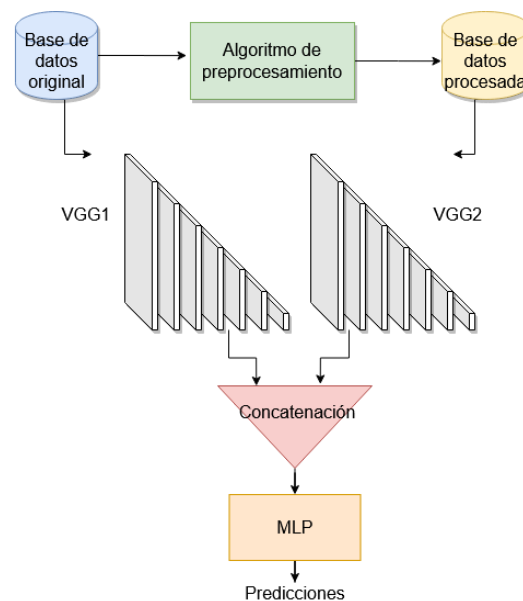 Base de
datos
original
Algoritmo de
preprocesamiento
Base de
datos
procesada
VGG1
VGG2
Concatenación
MLP
Predicciones